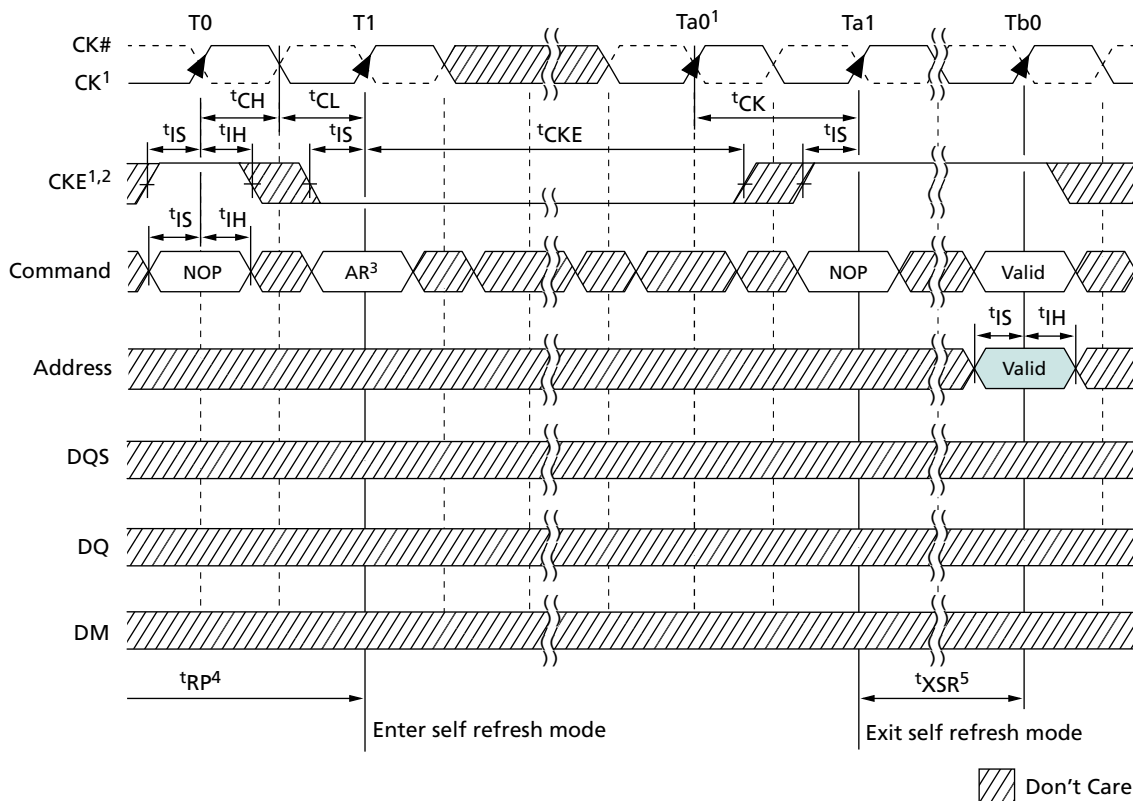 T0 T1 Ta0¹ Ta1 Tb0
CK#
CK¹
ᵗCH ᵗCL ᵗCK
ᵗIS ᵗIH ᵗIS ᵗCKE ᵗIS
CKE¹,²
ᵗIS ᵗIH
Command NOP AR³ NOP Valid
ᵗIS ᵗIH
Address Valid
DQS
DQ
DM
ᵗRP⁴ ᵗXSR⁵
Enter self refresh mode Exit self refresh mode
Don't Care